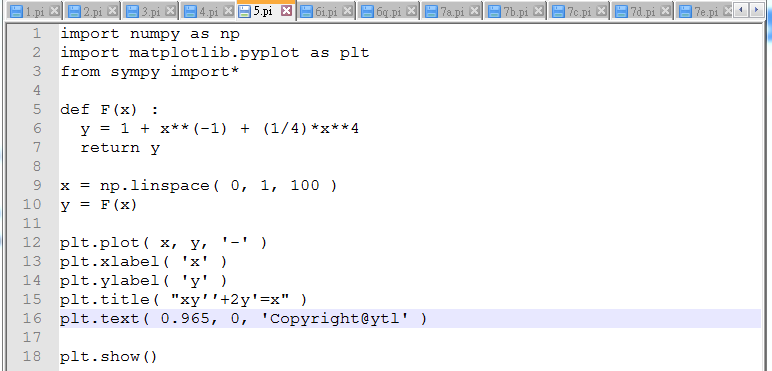 1.pi 2.pi 3.pi 4.pi 5.pi 6i.pi 6q.pi 7a.pi 7b.pi 7c.pi 7d.pi 7e.pi
1 import numpy as np
2 import matplotlib.pyplot as plt
3 from sympy import*
4
5 def F(x) :
6   y = 1 + x**(-1) + (1/4)*x**4
7   return y
8
9 x = np.linspace( 0, 1, 100 )
10 y = F(x)
11
12 plt.plot( x, y, '-' )
13 plt.xlabel( 'x' )
14 plt.ylabel( 'y' )
15 plt.title( "xy''+2y'=x" )
16 plt.text( 0.965, 0, 'Copyright@ytl' )
17
18 plt.show()